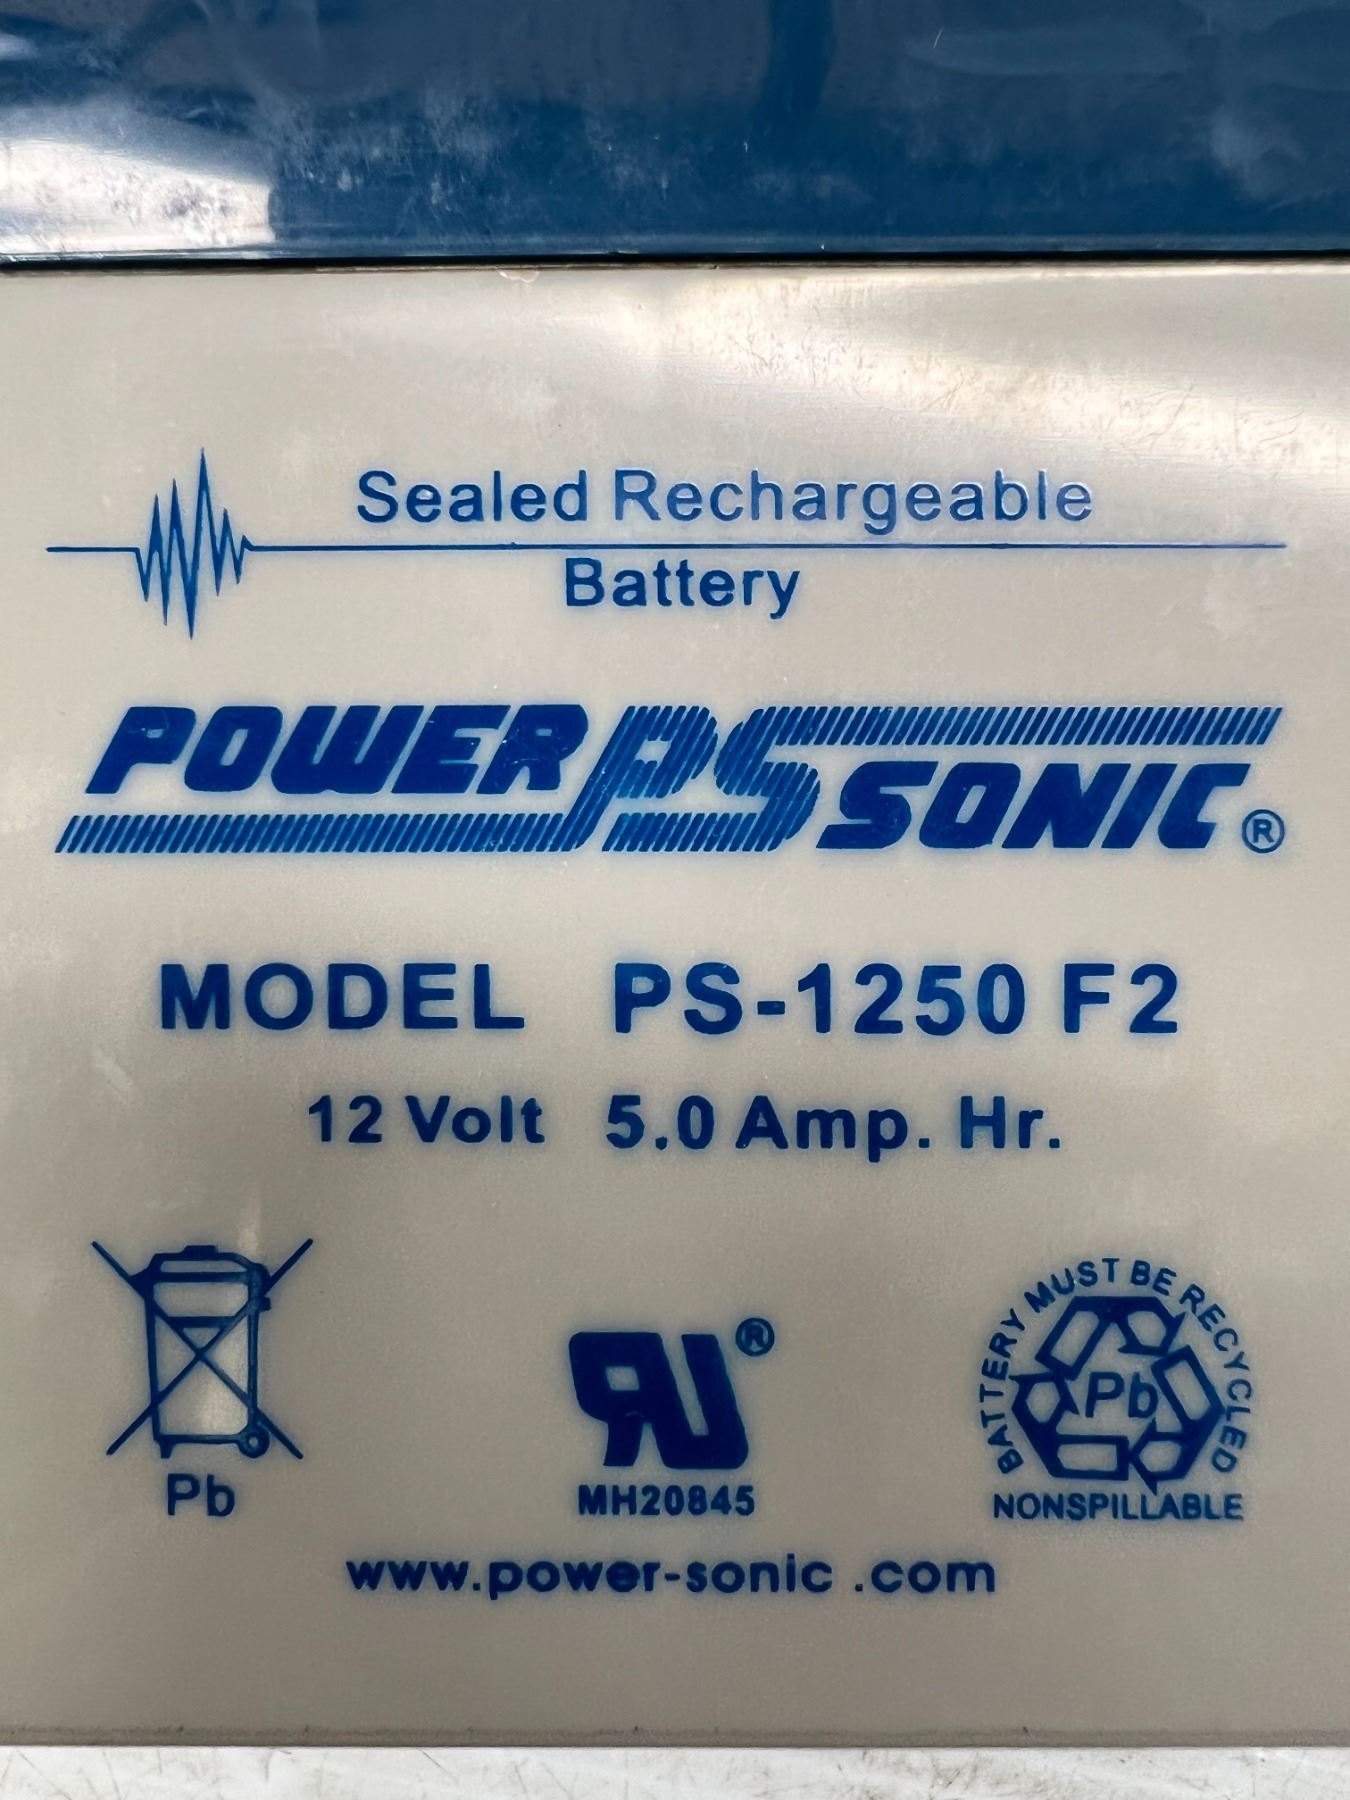 Sealed Rechargeable
Battery
POWER PS SONIC®
MODEL PS-1250 F2
12 Volt 5.0 Amp. Hr.
BATTERY MUST BE RECYCLED
Pb
NONSPILLABLE
Pb
RU®
MH20845
www.power-sonic .com